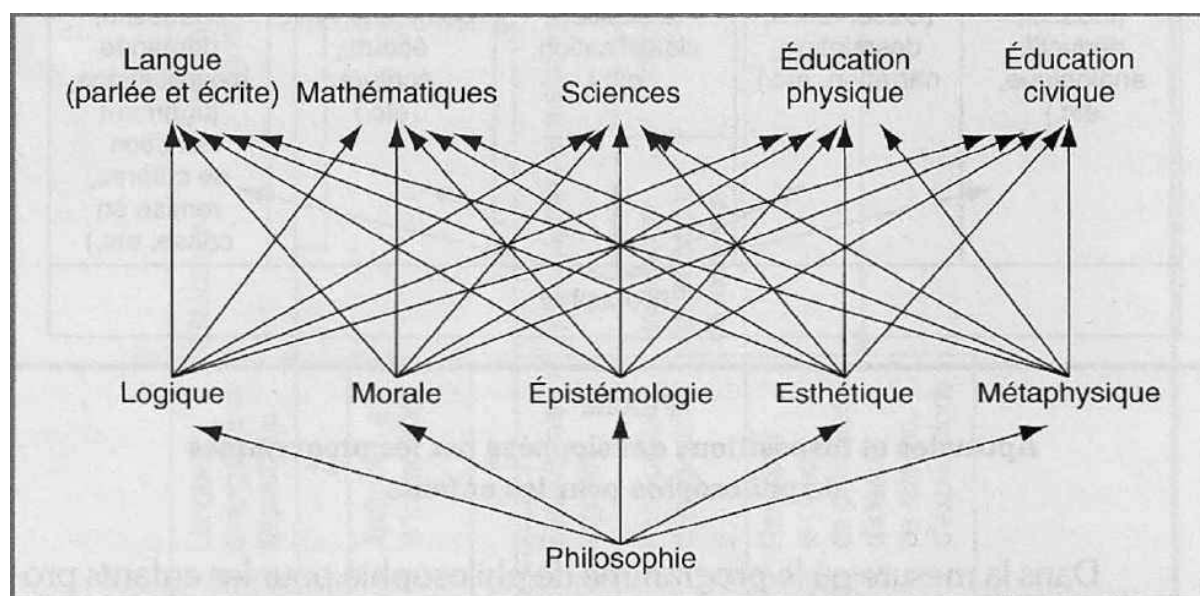 Langue
(parlée et écrite)
Mathématiques
Sciences
Éducation
physique
Éducation
civique
Logique
Morale
Épistémologie
Esthétique
Métaphysique
Philosophie